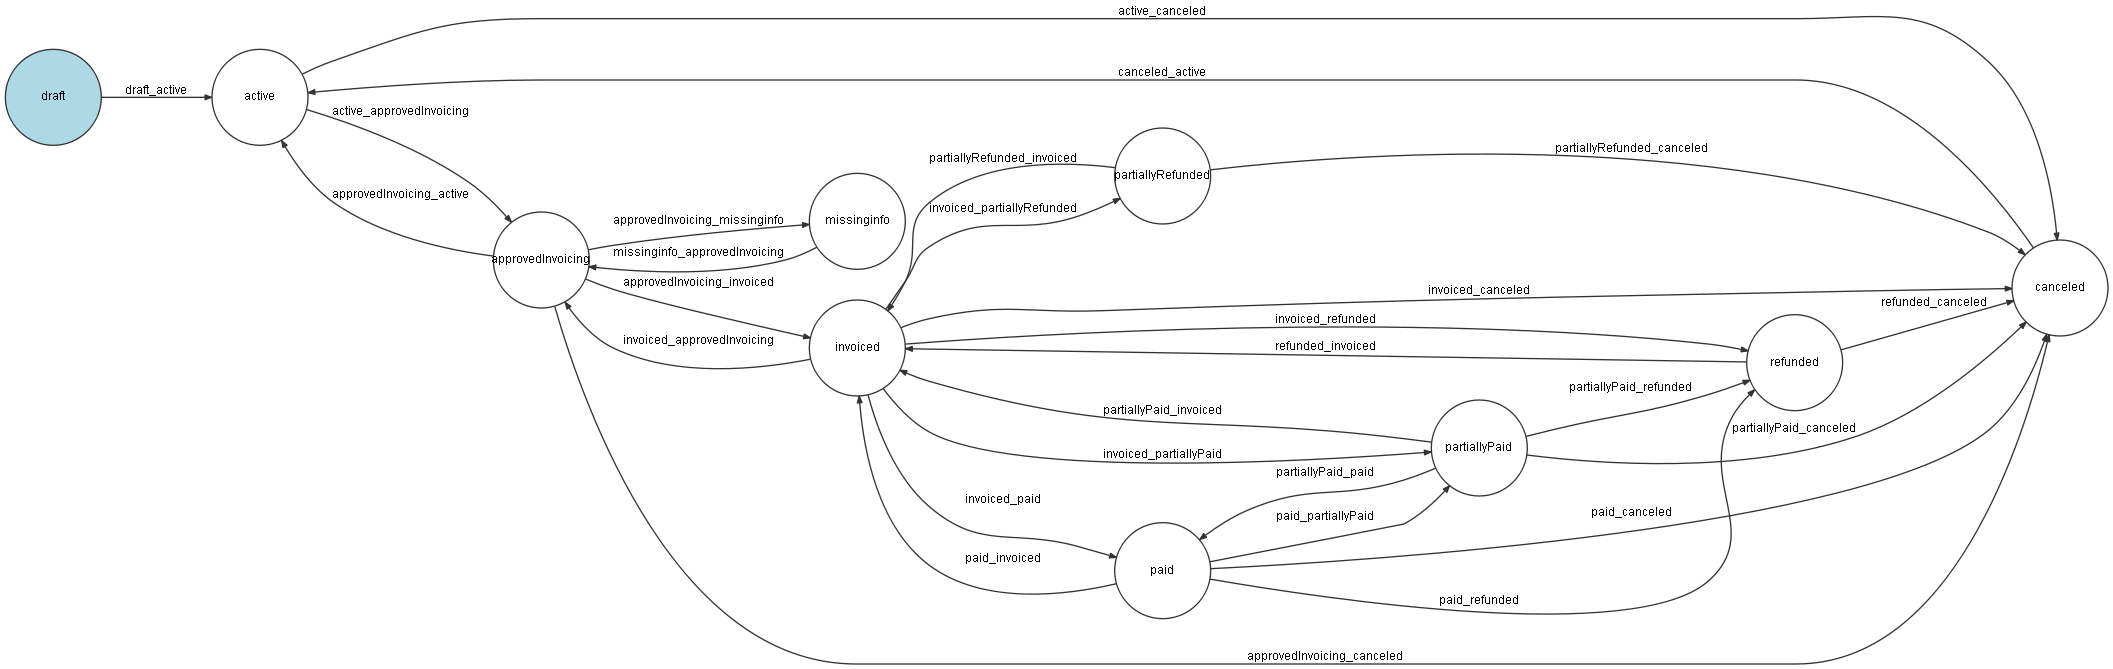 active_canceled
canceled_active
draft
draft_active
active
active_approvedInvoicing
partiallyRefunded_invoiced
partiallyRefunded_canceled
partiallyRefunded
approvedInvoicing_active
invoiced_partiallyRefunded
approvedInvoicing_missinginfo
missinginfo
missinginfo_approvedInvoicing
approvedInvoicing
approvedInvoicing_invoiced
invoiced_canceled
canceled
refunded_canceled
invoiced_refunded
invoiced_approvedInvoicing
invoiced
refunded_invoiced
refunded
partiallyPaid_refunded
partiallyPaid_invoiced
partiallyPaid_canceled
partiallyPaid
invoiced_partiallyPaid
partiallyPaid_paid
invoiced_paid
paid_partiallyPaid
paid_canceled
paid_invoiced
paid
paid_refunded
approvedInvoicing_canceled